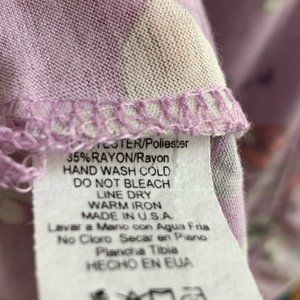 ESTER/Poliester
35%RAYON/Rayon
HAND WASH COLD
DO NOT BLEACH
LINE DRY
WARM IRON
MADE IN U.S.A.
Lavar a Mano con Agua Fria
No Cloro Secar en Plano
Plancha Tibia
HECHO EN EUA